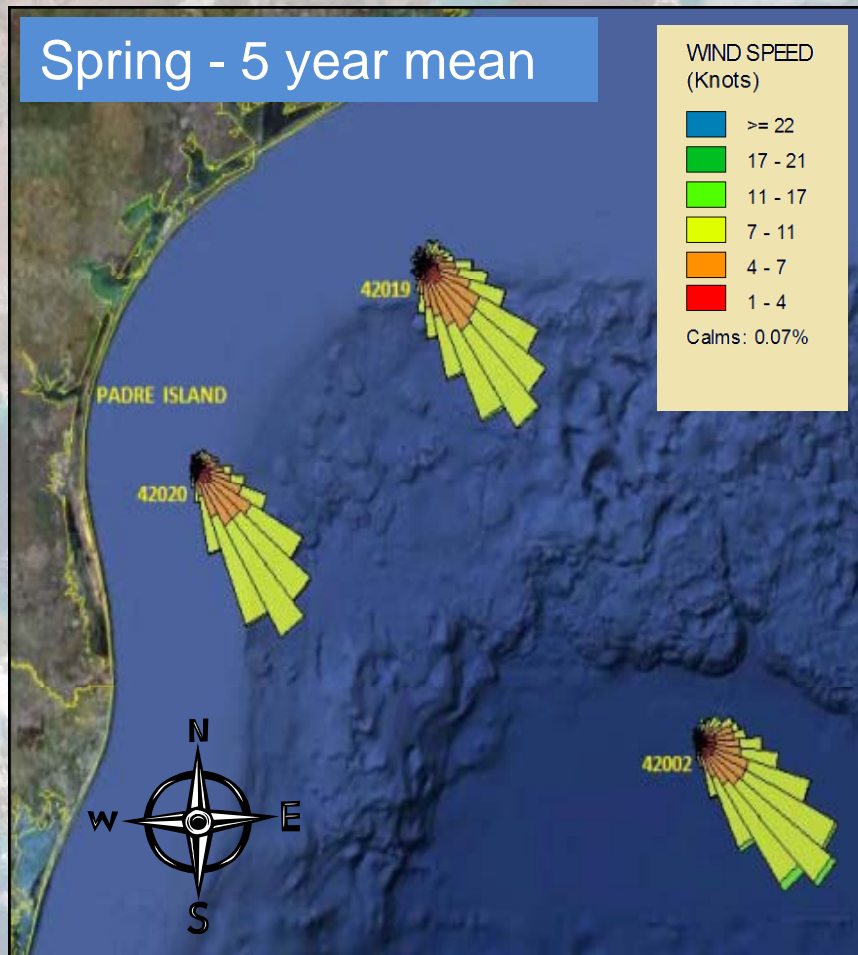 Spring - 5 year mean
WIND SPEED
(Knots)
>= 22
17 - 21
11 - 17
7 - 11
4 - 7
1 - 4
Calms: 0.07%
42019
PADRE ISLAND
42020
42002
N
W
E
S